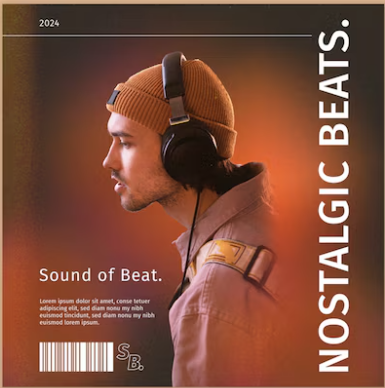 2024
NOSTALGIC BEATS.
Sound of Beat.
Lorem ipsum dolor sit amet, conse tetuer
adipiscing elit, sed diam nonu my nibh
euismod tincidunt, sed diam nonu my nibh
euismod lorem ipsum.
SB.